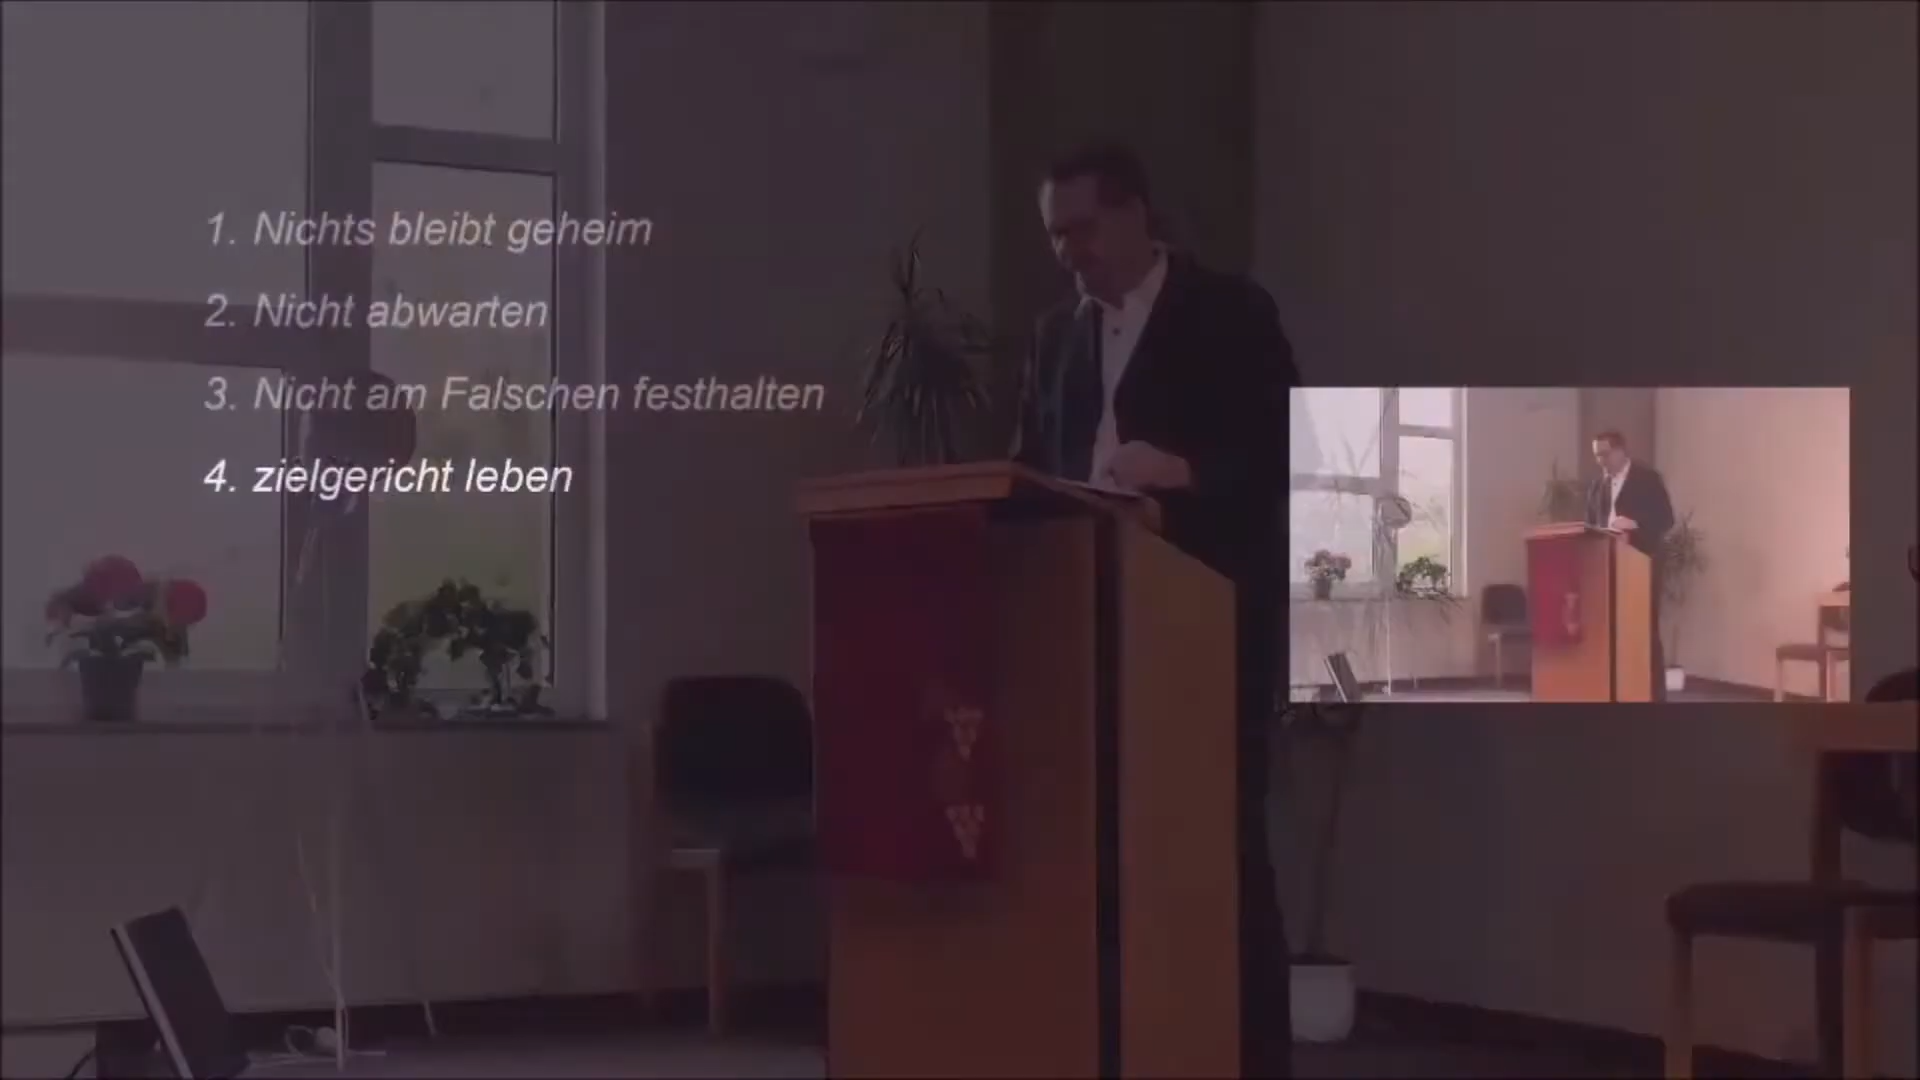 1. Nichts bleibt geheim
2. Nicht abwarten
3. Nicht am Falschen festhalten
4. zielgericht leben